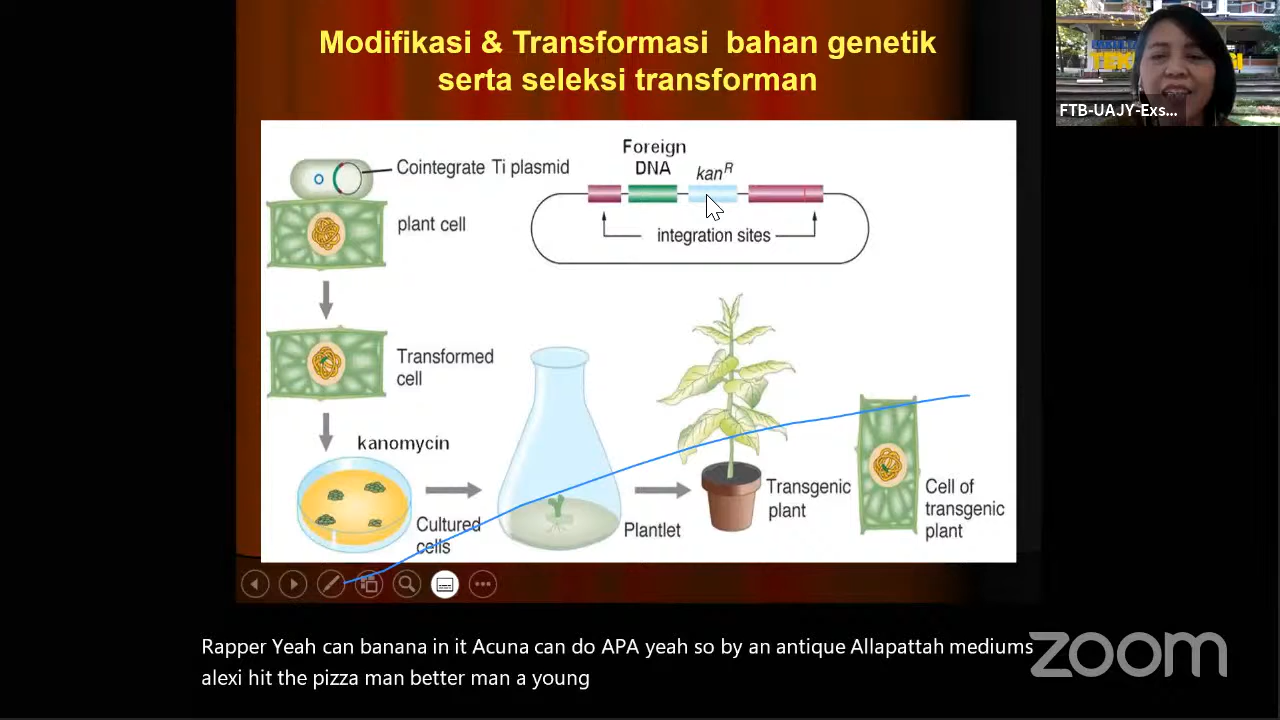 Modifikasi & Transformasi bahan genetik
serta seleksi transforman
FTB-UAJY-Exs...
Cointegrate Ti plasmid
plant cell
Foreign
DNA
kanR
integration sites
Transformed
cell
kanomycin
Cultured
cells
Plantlet
Transgenic
plant
Cell of
transgenic
plant
Rapper Yeah can banana in it Acuna can do APA yeah so by an antique Allapattah mediums
alexi hit the pizza man better man a young
zoom